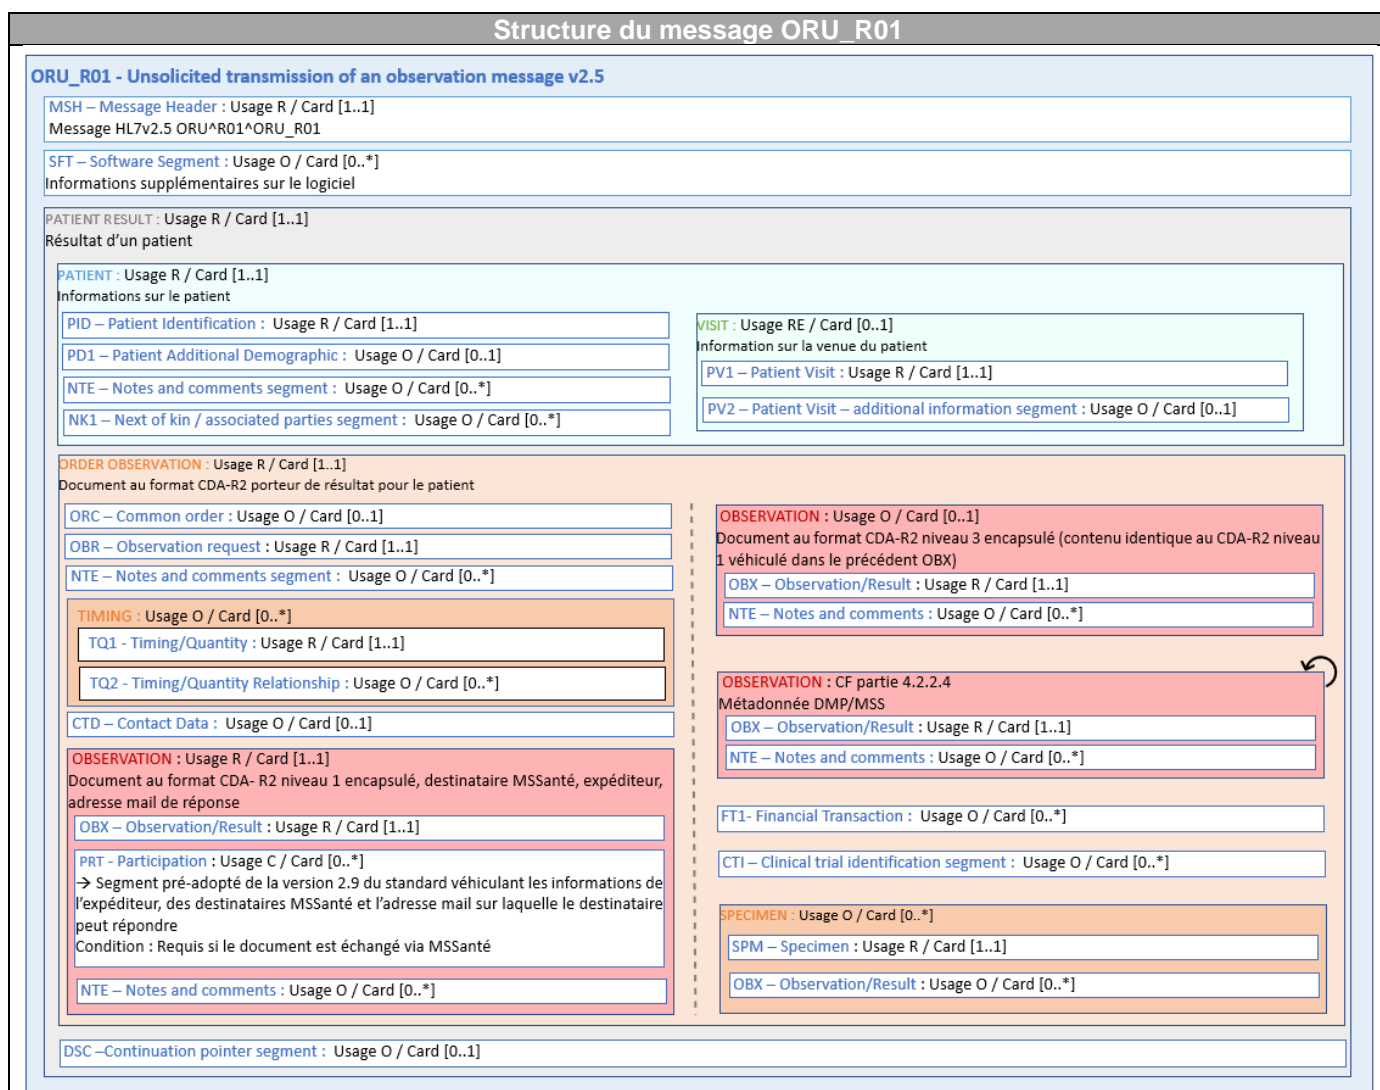 Structure du message ORU_R01
ORU_R01 - Unsolicited transmission of an observation message v2.5
MSH – Message Header : Usage R / Card [1..1]
Message HL7v2.5 ORU^R01^ORU_R01
SFT – Software Segment : Usage O / Card [0..*]
Informations supplémentaires sur le logiciel
PATIENT RESULT : Usage R / Card [1..1]
Résultat d'un patient
PATIENT : Usage R / Card [1..1]
Informations sur le patient
PID – Patient Identification : Usage R / Card [1..1]
PD1 – Patient Additional Demographic : Usage O / Card [0..1]
NTE – Notes and comments segment : Usage O / Card [0..*]
NK1 – Next of kin / associated parties segment : Usage O / Card [0..*]
VISIT : Usage RE / Card [0..1]
Information sur la venue du patient
PV1 – Patient Visit : Usage R / Card [1..1]
PV2 – Patient Visit – additional information segment : Usage O / Card [0..1]
ORDER OBSERVATION : Usage R / Card [1..1]
Document au format CDA-R2 porteur de résultat pour le patient
ORC – Common order : Usage O / Card [0..1]
OBR – Observation request : Usage R / Card [1..1]
NTE – Notes and comments segment : Usage O / Card [0..*]
TIMING : Usage O / Card [0..*]
TQ1 - Timing/Quantity : Usage R / Card [1..1]
TQ2 - Timing/Quantity Relationship : Usage O / Card [0..*]
CTD – Contact Data : Usage O / Card [0..1]
OBSERVATION : Usage R / Card [1..1]
Document au format CDA- R2 niveau 1 encapsulé, destinataire MSSanté, expéditeur,
adresse mail de réponse
OBX – Observation/Result : Usage R / Card [1..1]
PRT - Participation : Usage C / Card [0..*]
→ Segment pré-adopté de la version 2.9 du standard véhiculant les informations de
l'expéditeur, des destinataires MSSanté et l'adresse mail sur laquelle le destinataire
peut répondre
Condition : Requis si le document est échangé via MSSanté
NTE – Notes and comments : Usage O / Card [0..*]
OBSERVATION : Usage O / Card [0..1]
Document au format CDA-R2 niveau 3 encapsulé (contenu identique au CDA-R2 niveau
1 véhiculé dans le précédent OBX)
OBX – Observation/Result : Usage R / Card [1..1]
NTE – Notes and comments : Usage O / Card [0..*]
OBSERVATION : CF partie 4.2.2.4
Métadonnée DMP/MSS
OBX – Observation/Result : Usage R / Card [1..1]
NTE – Notes and comments : Usage O / Card [0..*]
FT1- Financial Transaction : Usage O / Card [0..*]
CTI – Clinical trial identification segment : Usage O / Card [0..*]
SPECIMEN : Usage O / Card [0..*]
SPM – Specimen : Usage R / Card [1..1]
OBX – Observation/Result : Usage O / Card [0..*]
DSC –Continuation pointer segment : Usage O / Card [0..1]